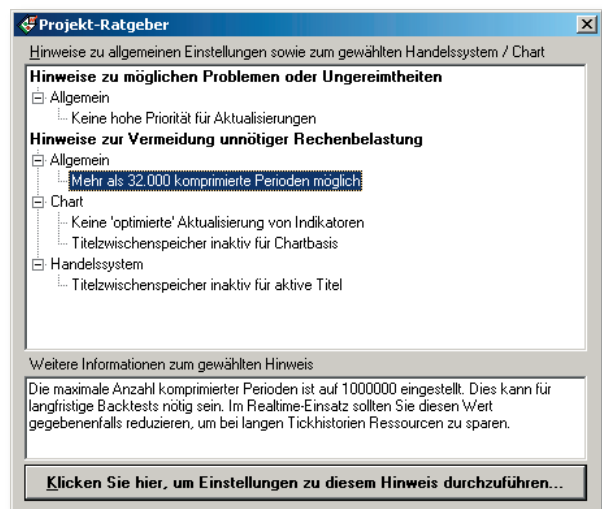 Projekt-Ratgeber
Hinweise zu allgemeinen Einstellungen sowie zum gewählten Handelssystem / Chart
Hinweise zu möglichen Problemen oder Ungereimtheiten
Allgemein
Keine hohe Priorität für Aktualisierungen
Hinweise zur Vermeidung unnötiger Rechenbelastung
Allgemein
Mehr als 32.000 komprimierte Perioden möglich
Chart
Keine 'optimierte' Aktualisierung von Indikatoren
Titelzwischenspeicher inaktiv für Chartbasis
Handelssystem
Titelzwischenspeicher inaktiv für aktive Titel
Weitere Informationen zum gewählten Hinweis
Die maximale Anzahl komprimierter Perioden ist auf 1000000 eingestellt. Dies kann für
langfristige Backtests nötig sein. Im Realtime-Einsatz sollten Sie diesen Wert
gegebenenfalls reduzieren, um bei langen Tickhistorien Ressourcen zu sparen.
Klicken Sie hier, um Einstellungen zu diesem Hinweis durchzuführen...